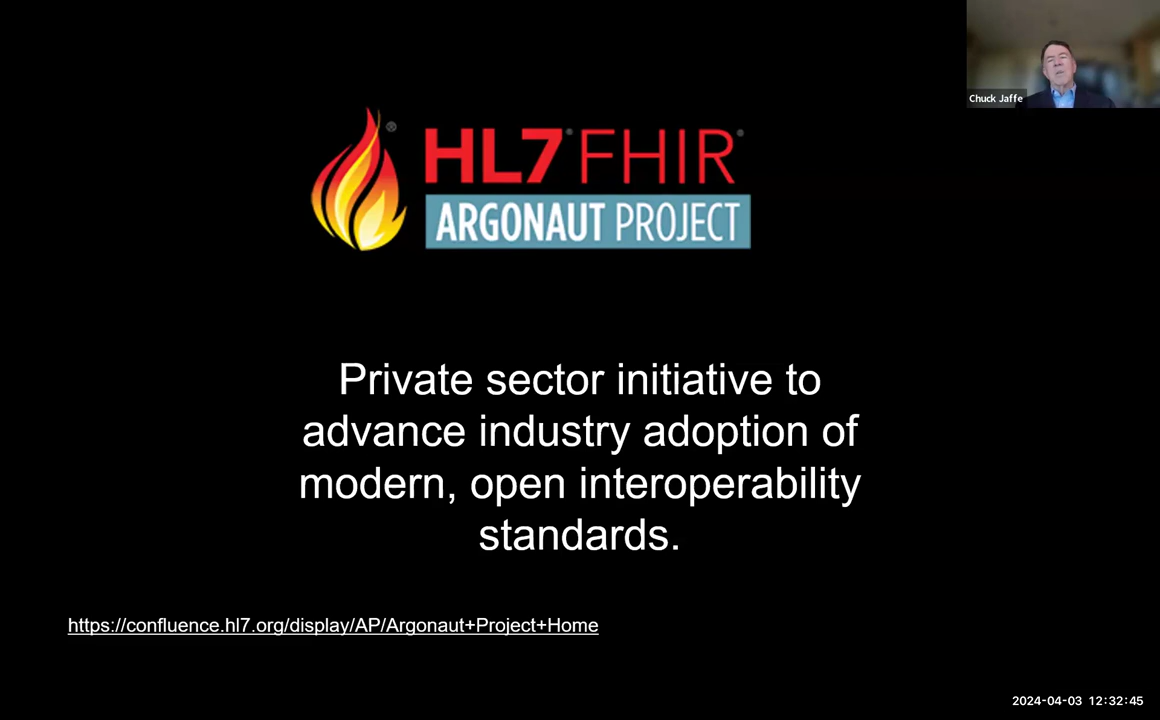 Chuck Jaffe
HL7® FHIR®
ARGONAUT PROJECT
Private sector initiative to
advance industry adoption of
modern, open interoperability
standards.
https://confluence.hl7.org/display/AP/Argonaut+Project+Home
2024-04-03 12:32:45